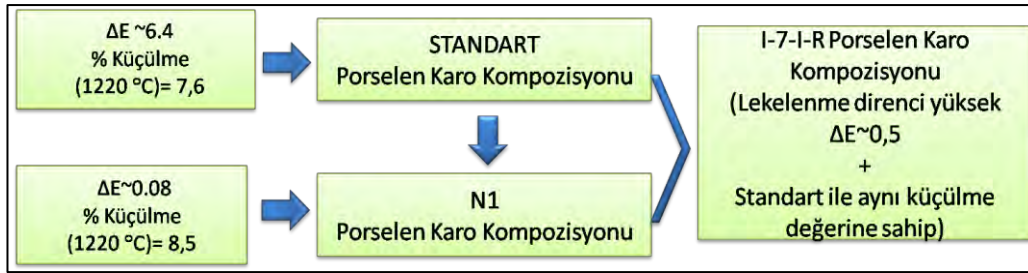 ΔE ~6.4
% Küçülme
(1220 °C)= 7,6
STANDART
Porselen Karo Kompozisyonu
ΔE~0.08
% Küçülme
(1220 °C)= 8,5
N1
Porselen Karo Kompozisyonu
I-7-I-R Porselen Karo
Kompozisyonu
(Lekelenme direnci yüksek
ΔE~0,5
+
Standart ile aynı küçülme
değerine sahip)